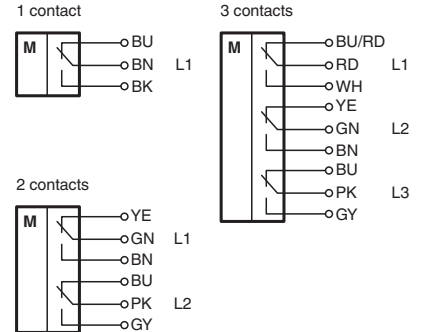 1 contact
M
BU
BN L1
BK
2 contacts
M
YE
GN L1
BN
BU
PK L2
GY
3 contacts
M
BU/RD
RD L1
WH
YE
GN L2
BN
BU
PK L3
GY